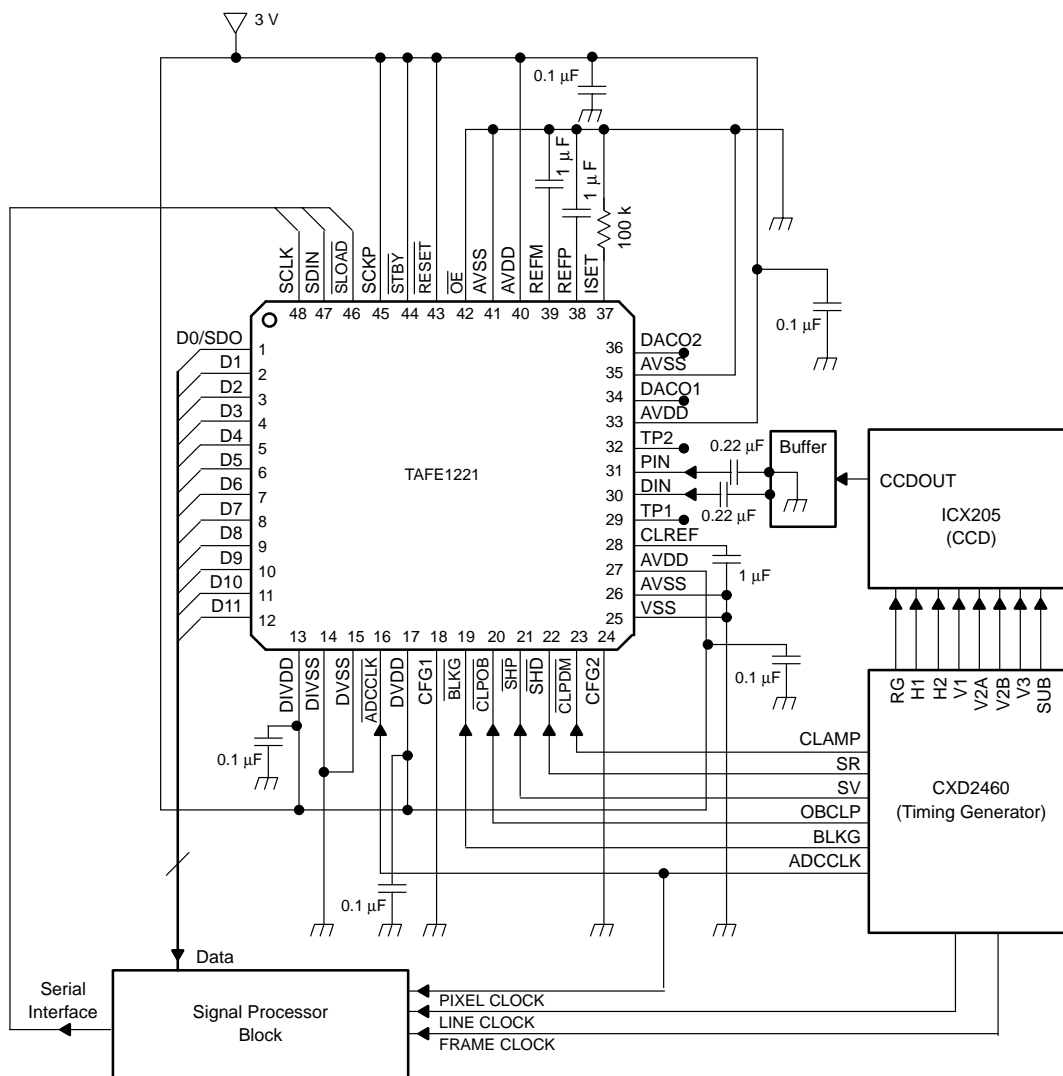 3 V
0.1 μF
1 μF
1 μF
100 k
SCLK
SDIN
SLOAD
SCKP
STBY
RESET
OE
AVSS
AVDD
REFM
REFP
ISET
48 47 46 45 44 43 42 41 40 39 38 37
0.1 μF
D0/SDO 1
D1 2
D2 3
D3 4
D4 5
D5 6
D6 7
D7 8
D8 9
D9 10
D10 11
D11 12
TAFE1221
36 DACO2
35 AVSS
34 DACO1
33 AVDD
32 TP2
31 PIN
30 DIN
29 TP1
28 CLREF
27 AVDD
26 AVSS
25 VSS
0.22 μF
0.22 μF
Buffer
CCDOUT
ICX205
(CCD)
1 μF
13 14 15 16 17 18 19 20 21 22 23 24
DIVDD
DIVSS
DVSS
ADCCLK
DVDD
CFG1
BLKG
CLPOB
SHP
SHD
CLPDM
CFG2
0.1 μF
RG
H1
H2
V1
V2A
V2B
V3
SUB
0.1 μF
CLAMP
SR
SV
OBCLP
BLKG
ADCCLK
CXD2460
(Timing Generator)
0.1 μF
Data
Serial
Interface
Signal Processor
Block
PIXEL CLOCK
LINE CLOCK
FRAME CLOCK